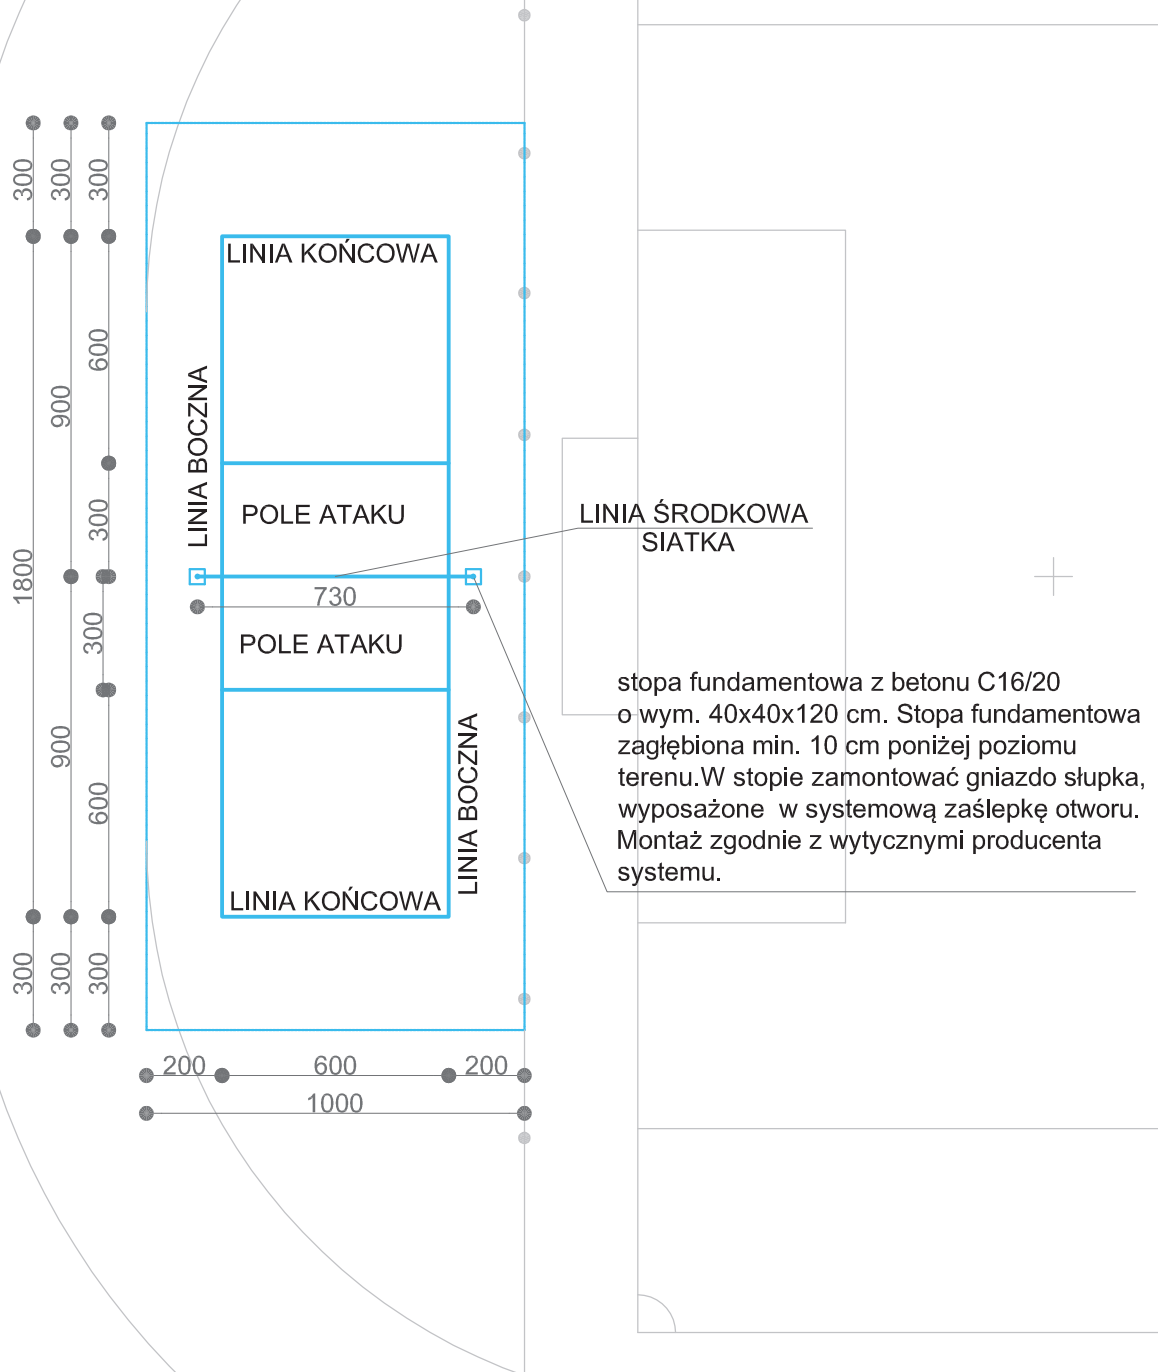 300
300
300
LINIA KOŃCOWA
600
900
LINIA BOCZNA
300
POLE ATAKU
LINIA ŚRODKOWA
SIATKA
1800
730
300
POLE ATAKU
stopa fundamentowa z betonu C16/20
o wym. 40x40x120 cm. Stopa fundamentowa
zagłębiona min. 10 cm poniżej poziomu
terenu.W stopie zamontować gniazdo słupka,
wyposażone w systemową zaślepkę otworu.
Montaż zgodnie z wytycznymi producenta
systemu.
900
600
LINIA BOCZNA
LINIA KOŃCOWA
300
300
300
200
600
200
1000